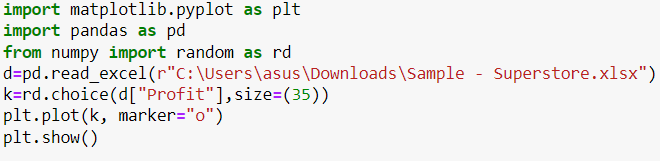 import matplotlib.pyplot as plt
import pandas as pd
from numpy import random as rd
d=pd.read_excel(r"C:\Users\asus\Downloads\Sample - Superstore.xlsx")
k=rd.choice(d["Profit"],size=(35))
plt.plot(k, marker="o")
plt.show()